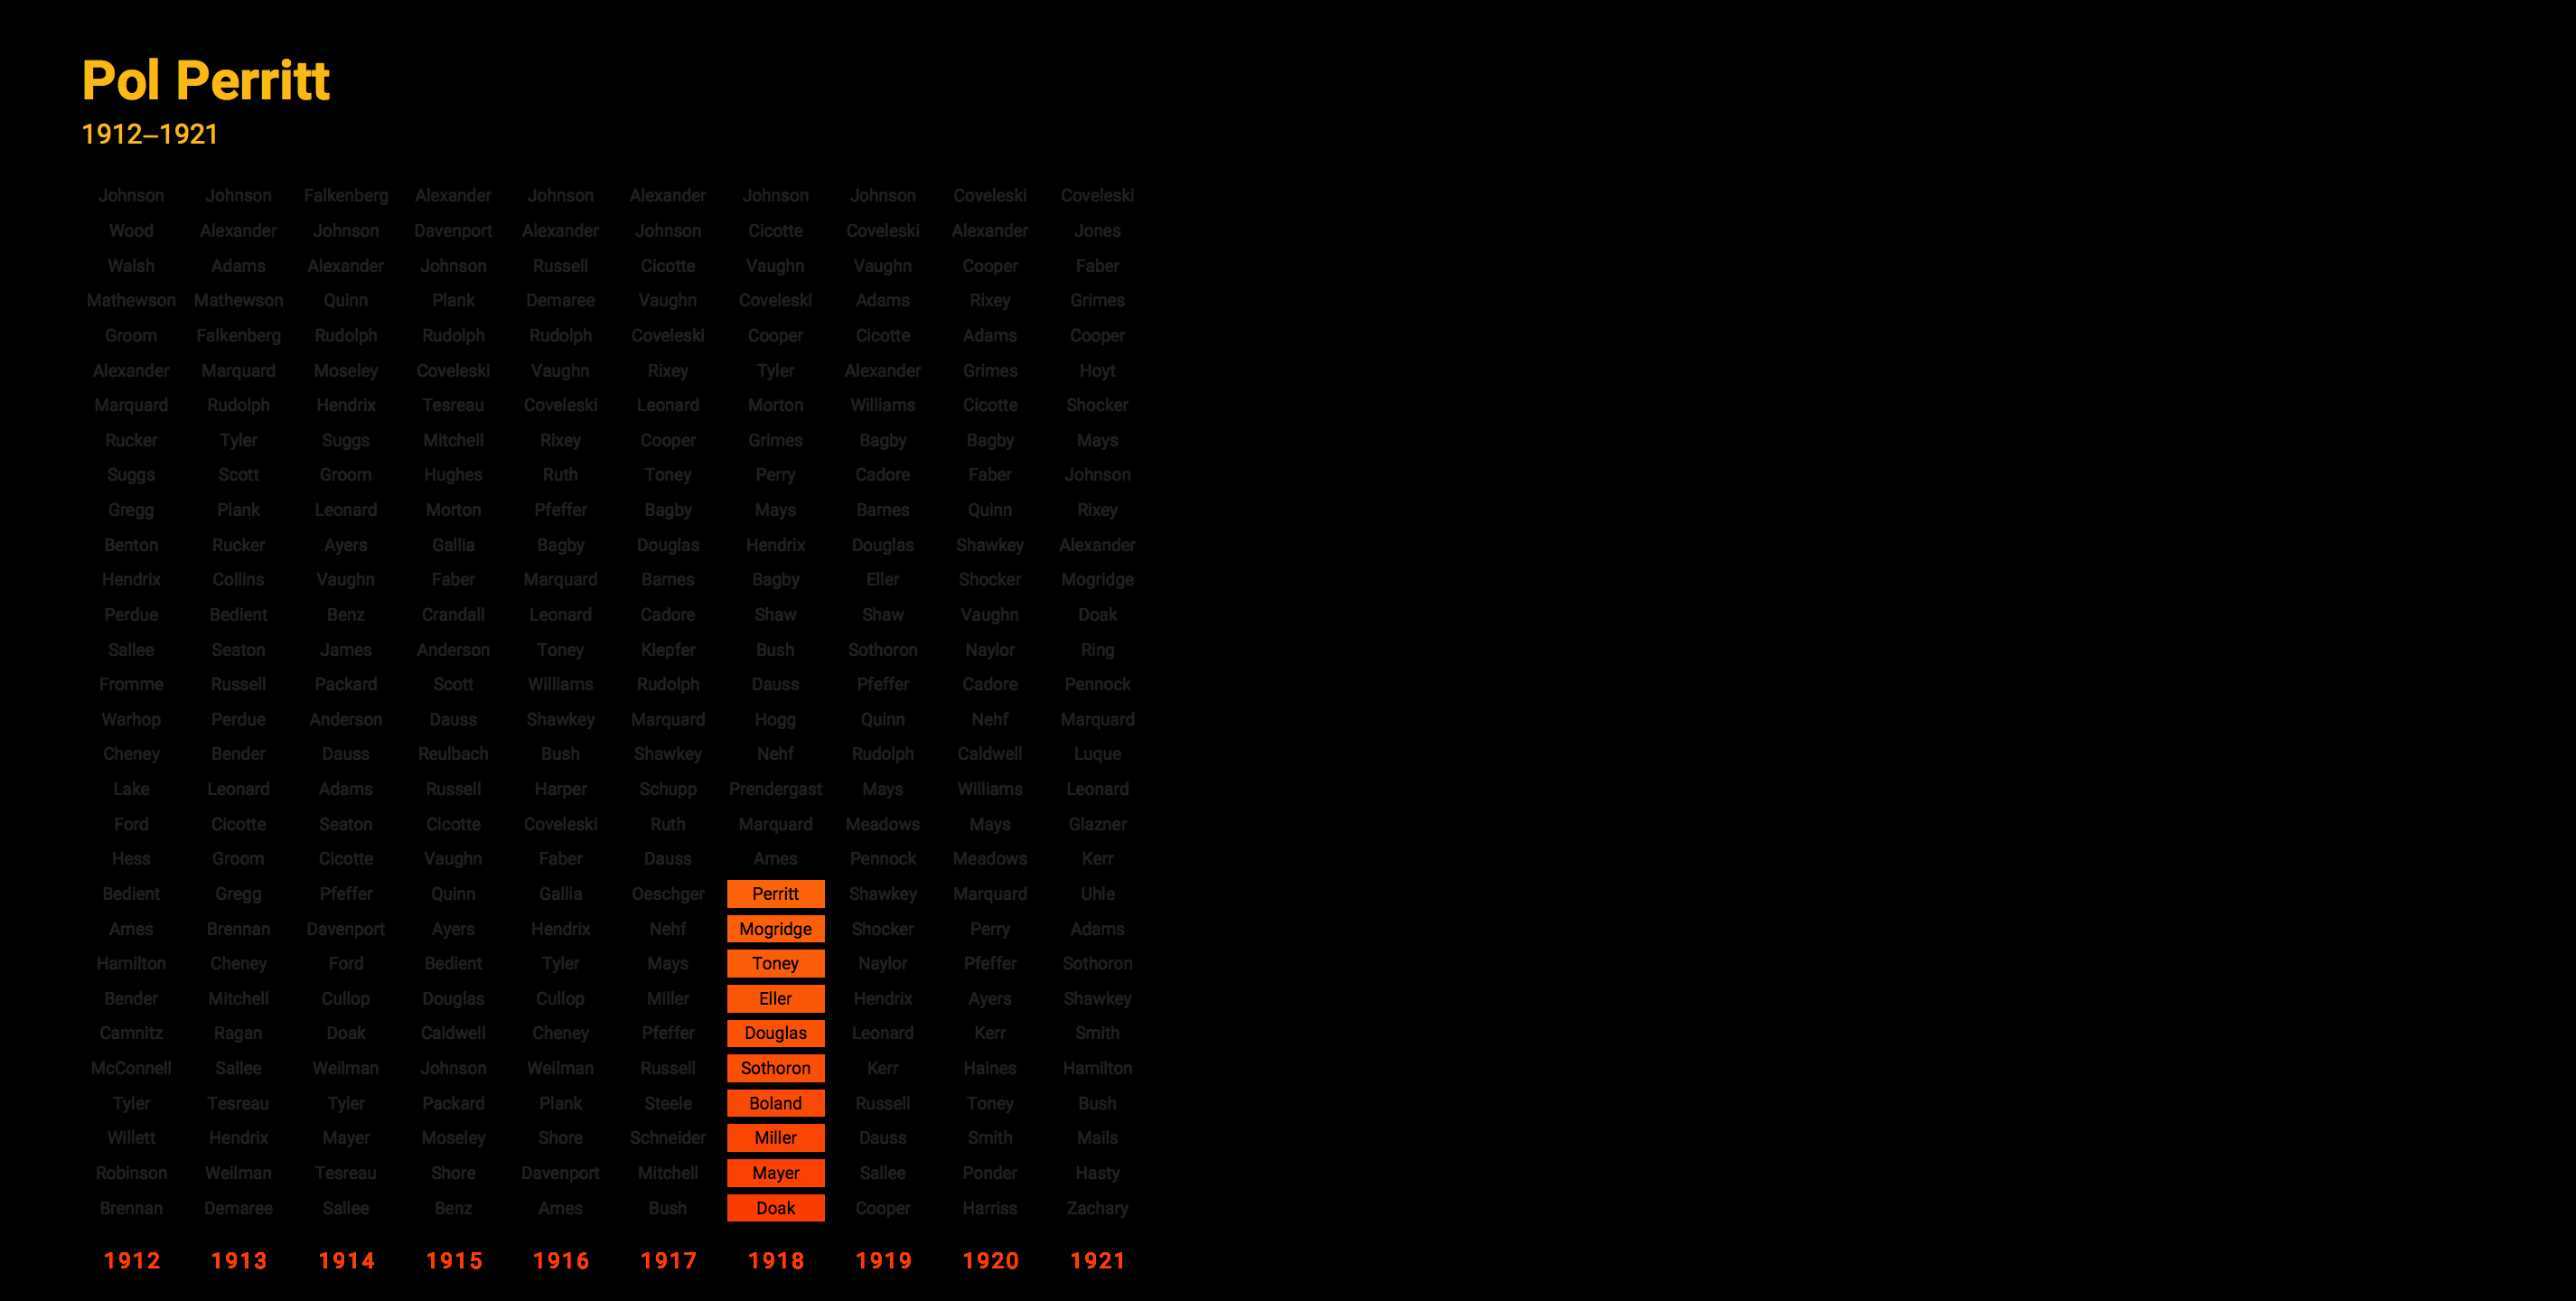 Pol Perritt
1912–1921
Johnson Johnson Falkenberg Alexander Johnson Alexander Johnson Johnson Coveleski Coveleski
Wood Alexander Johnson Davenport Alexander Johnson Cicotte Coveleski Alexander Jones
Walsh Adams Alexander Johnson Russell Cicotte Vaughn Vaughn Cooper Faber
Mathewson Mathewson Quinn Plank Demaree Vaughn Coveleski Adams Rixey Grimes
Groom Falkenberg Rudolph Rudolph Rudolph Coveleski Cooper Cicotte Adams Cooper
Alexander Marquard Moseley Coveleski Vaughn Rixey Tyler Alexander Grimes Hoyt
Marquard Rudolph Hendrix Tesreau Coveleski Leonard Morton Williams Cicotte Shocker
Rucker Tyler Suggs Mitchell Rixey Cooper Grimes Bagby Bagby Mays
Suggs Scott Groom Hughes Ruth Toney Perry Cadore Faber Johnson
Gregg Plank Leonard Morton Pfeffer Bagby Mays Barnes Quinn Rixey
Benton Rucker Ayers Gallia Bagby Douglas Hendrix Douglas Shawkey Alexander
Hendrix Collins Vaughn Faber Marquard Barnes Bagby Eller Shocker Mogridge
Perdue Bedient Benz Crandall Leonard Cadore Shaw Shaw Vaughn Doak
Sallee Seaton James Anderson Toney Klepfer Bush Sothoron Naylor Ring
Fromme Russell Packard Scott Williams Rudolph Dauss Pfeffer Cadore Pennock
Warhop Perdue Anderson Dauss Shawkey Marquard Hogg Quinn Nehf Marquard
Cheney Bender Dauss Reulbach Bush Shawkey Nehf Rudolph Caldwell Luque
Lake Leonard Adams Russell Harper Schupp Prendergast Mays Williams Leonard
Ford Cicotte Seaton Cicotte Coveleski Ruth Marquard Meadows Mays Glazner
Hess Groom Cicotte Vaughn Faber Dauss Ames Pennock Meadows Kerr
Bedient Gregg Pfeffer Quinn Gallia Oeschger Perritt Shawkey Marquard Uhle
Ames Brennan Davenport Ayers Hendrix Nehf Mogridge Shocker Perry Adams
Hamilton Cheney Ford Bedient Tyler Mays Toney Naylor Pfeffer Sothoron
Bender Mitchell Cullop Douglas Cullop Miller Eller Hendrix Ayers Shawkey
Camnitz Ragan Doak Caldwell Cheney Pfeffer Douglas Leonard Kerr Smith
McConnell Sallee Weilman Johnson Weilman Russell Sothoron Kerr Haines Hamilton
Tyler Tesreau Tyler Packard Plank Steele Boland Russell Toney Bush
Willett Hendrix Mayer Moseley Shore Schneider Miller Dauss Smith Mails
Robinson Weilman Tesreau Shore Davenport Mitchell Mayer Sallee Ponder Hasty
Brennan Demaree Sallee Benz Ames Bush Doak Cooper Harriss Zachary
1912 1913 1914 1915 1916 1917 1918 1919 1920 1921